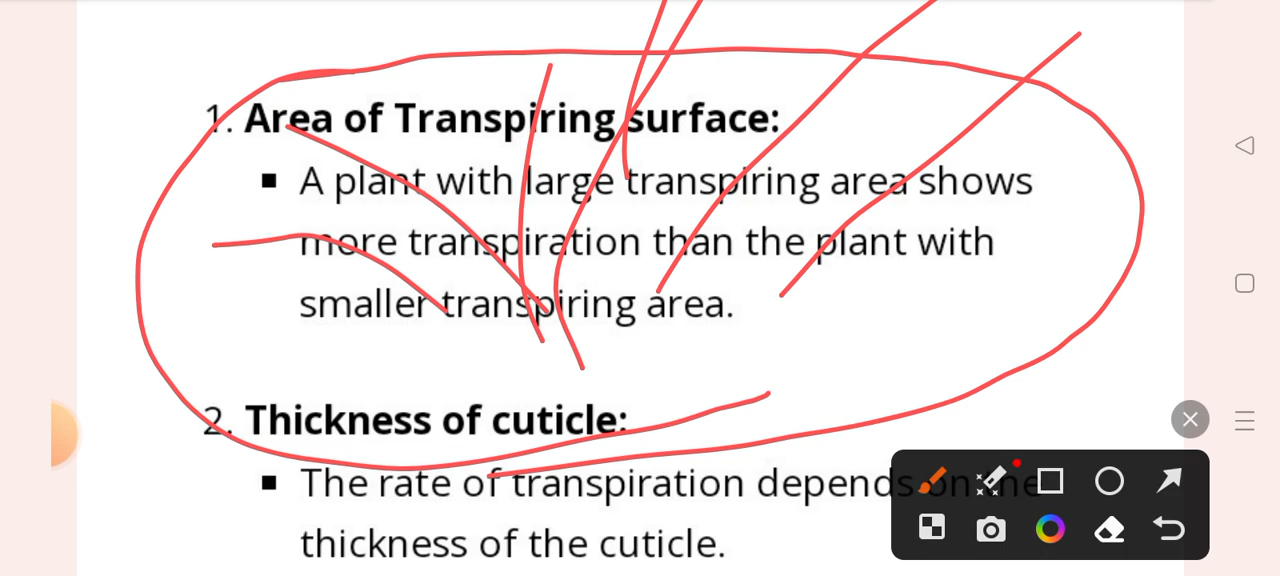 1. Area of Transpiring surface:
▪ A plant with large transpiring area shows
more transpiration than the plant with
smaller transpiring area.
2. Thickness of cuticle:
▪ The rate of transpiration depends on the
thickness of the cuticle.